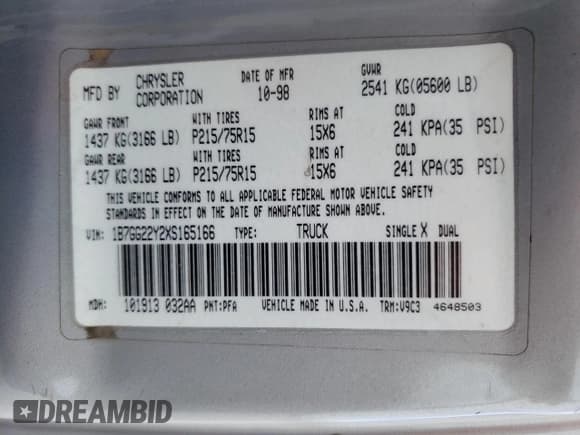 MFD BY CHRYSLER CORPORATION DATE OF MFR 10-98 GVWR 2541 KG(05600 LB)
GAWR FRONT WITH TIRES RIMS AT COLD
1437 KG(3166 LB) P215/75R15 15X6 241 KPA(35 PSI)
GAWR REAR WITH TIRES RIMS AT COLD
1437 KG(3166 LB) P215/75R15 15X6 241 KPA(35 PSI)
THIS VEHICLE CONFORMS TO ALL APPLICABLE FEDERAL MOTOR VEHICLE SAFETY
STANDARDS IN EFFECT ON THE DATE OF MANUFACTURE SHOWN ABOVE.
VIN: 1B7GG22Y2XS165166 TYPE: TRUCK SINGLE X DUAL
MDH: 101913 032AA PNT:PFA VEHICLE MADE IN U.S.A. TRM:V9C3 4648503
DREAMBID